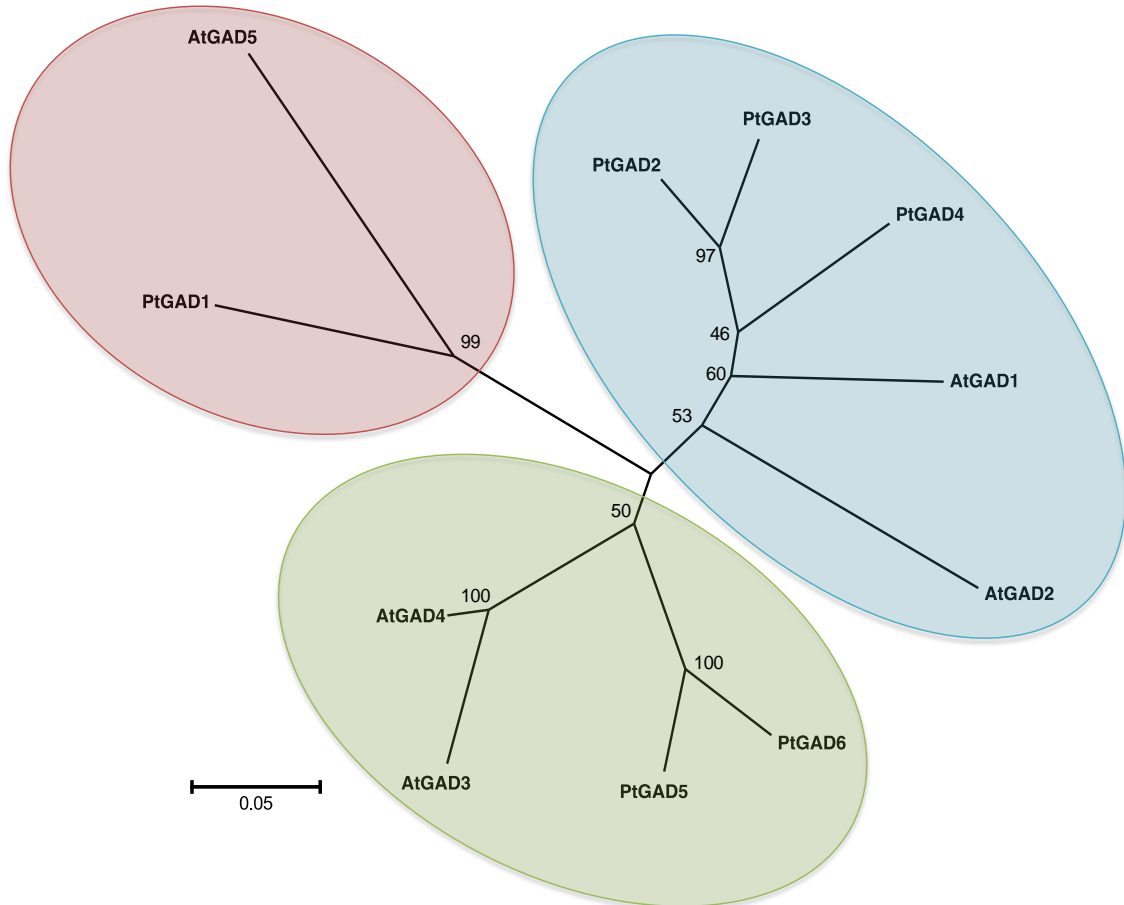 AtGAD5
PtGAD3
PtGAD2
PtGAD4
97
PtGAD1
46
99
60
AtGAD1
53
50
100
AtGAD4
AtGAD2
100
PtGAD6
AtGAD3
PtGAD5
0.05